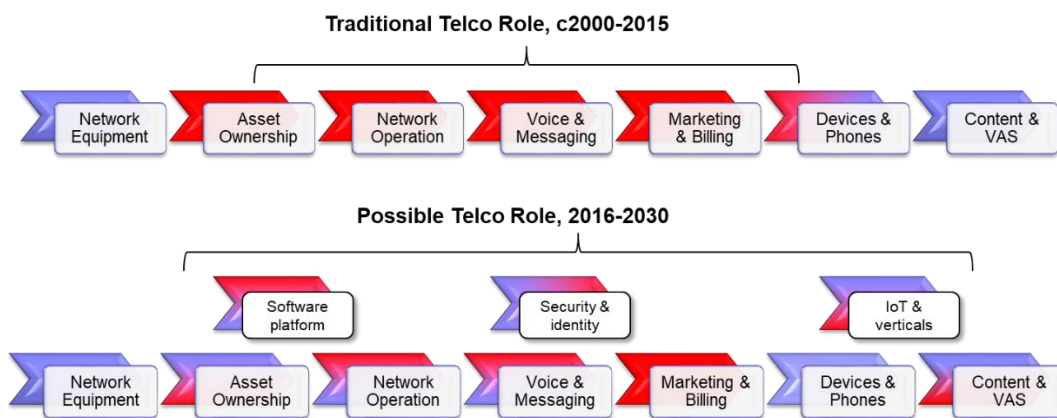 Traditional Telco Role, c2000-2015
Network
Equipment
Asset
Ownership
Network
Operation
Voice &
Messaging
Marketing
& Billing
Devices &
Phones
Content &
VAS
Possible Telco Role, 2016-2030
Software
platform
Security &
identity
IoT &
verticals
Network
Equipment
Asset
Ownership
Network
Operation
Voice &
Messaging
Marketing &
Billing
Devices &
Phones
Content &
VAS